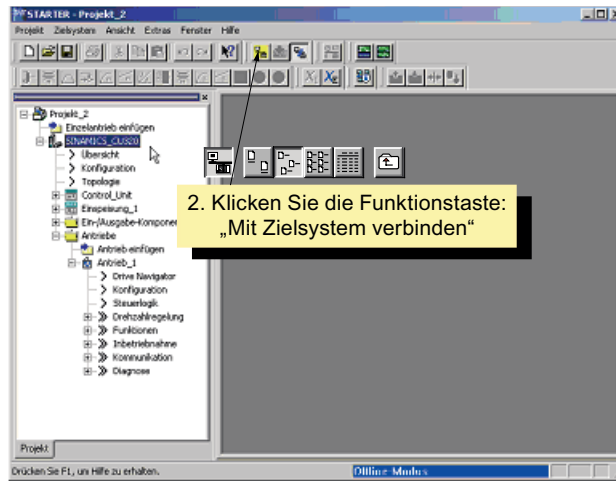 STARTER - Projekt_2
Projekt Zielsystem Ansicht Extras Fenster Hilfe
Projekt_2
Einzelantrieb einfügen
SINAMICS_CU320
Übersicht
Konfiguration
Topologie
Control_Unit
Einspeisung_1
Ein-/Ausgabe-Komponen
Antriebe
Antrieb einfügen
Antrieb_1
Drive Navigator
Konfiguration
Steuerlogik
Drehzahlregelung
Funktionen
Inbetriebnahme
Kommunikation
Diagnose
2. Klicken Sie die Funktionstaste:
„Mit Zielsystem verbinden“
Projekt
Drücken Sie F1, um Hilfe zu erhalten.
Offline-Modus